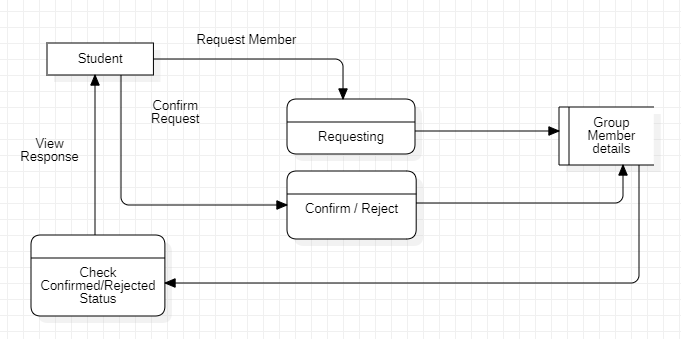 Request Member
Student
Confirm
Request
Group
Member
details
Requesting
View
Response
Confirm / Reject
Check
Confirmed/Rejected
Status